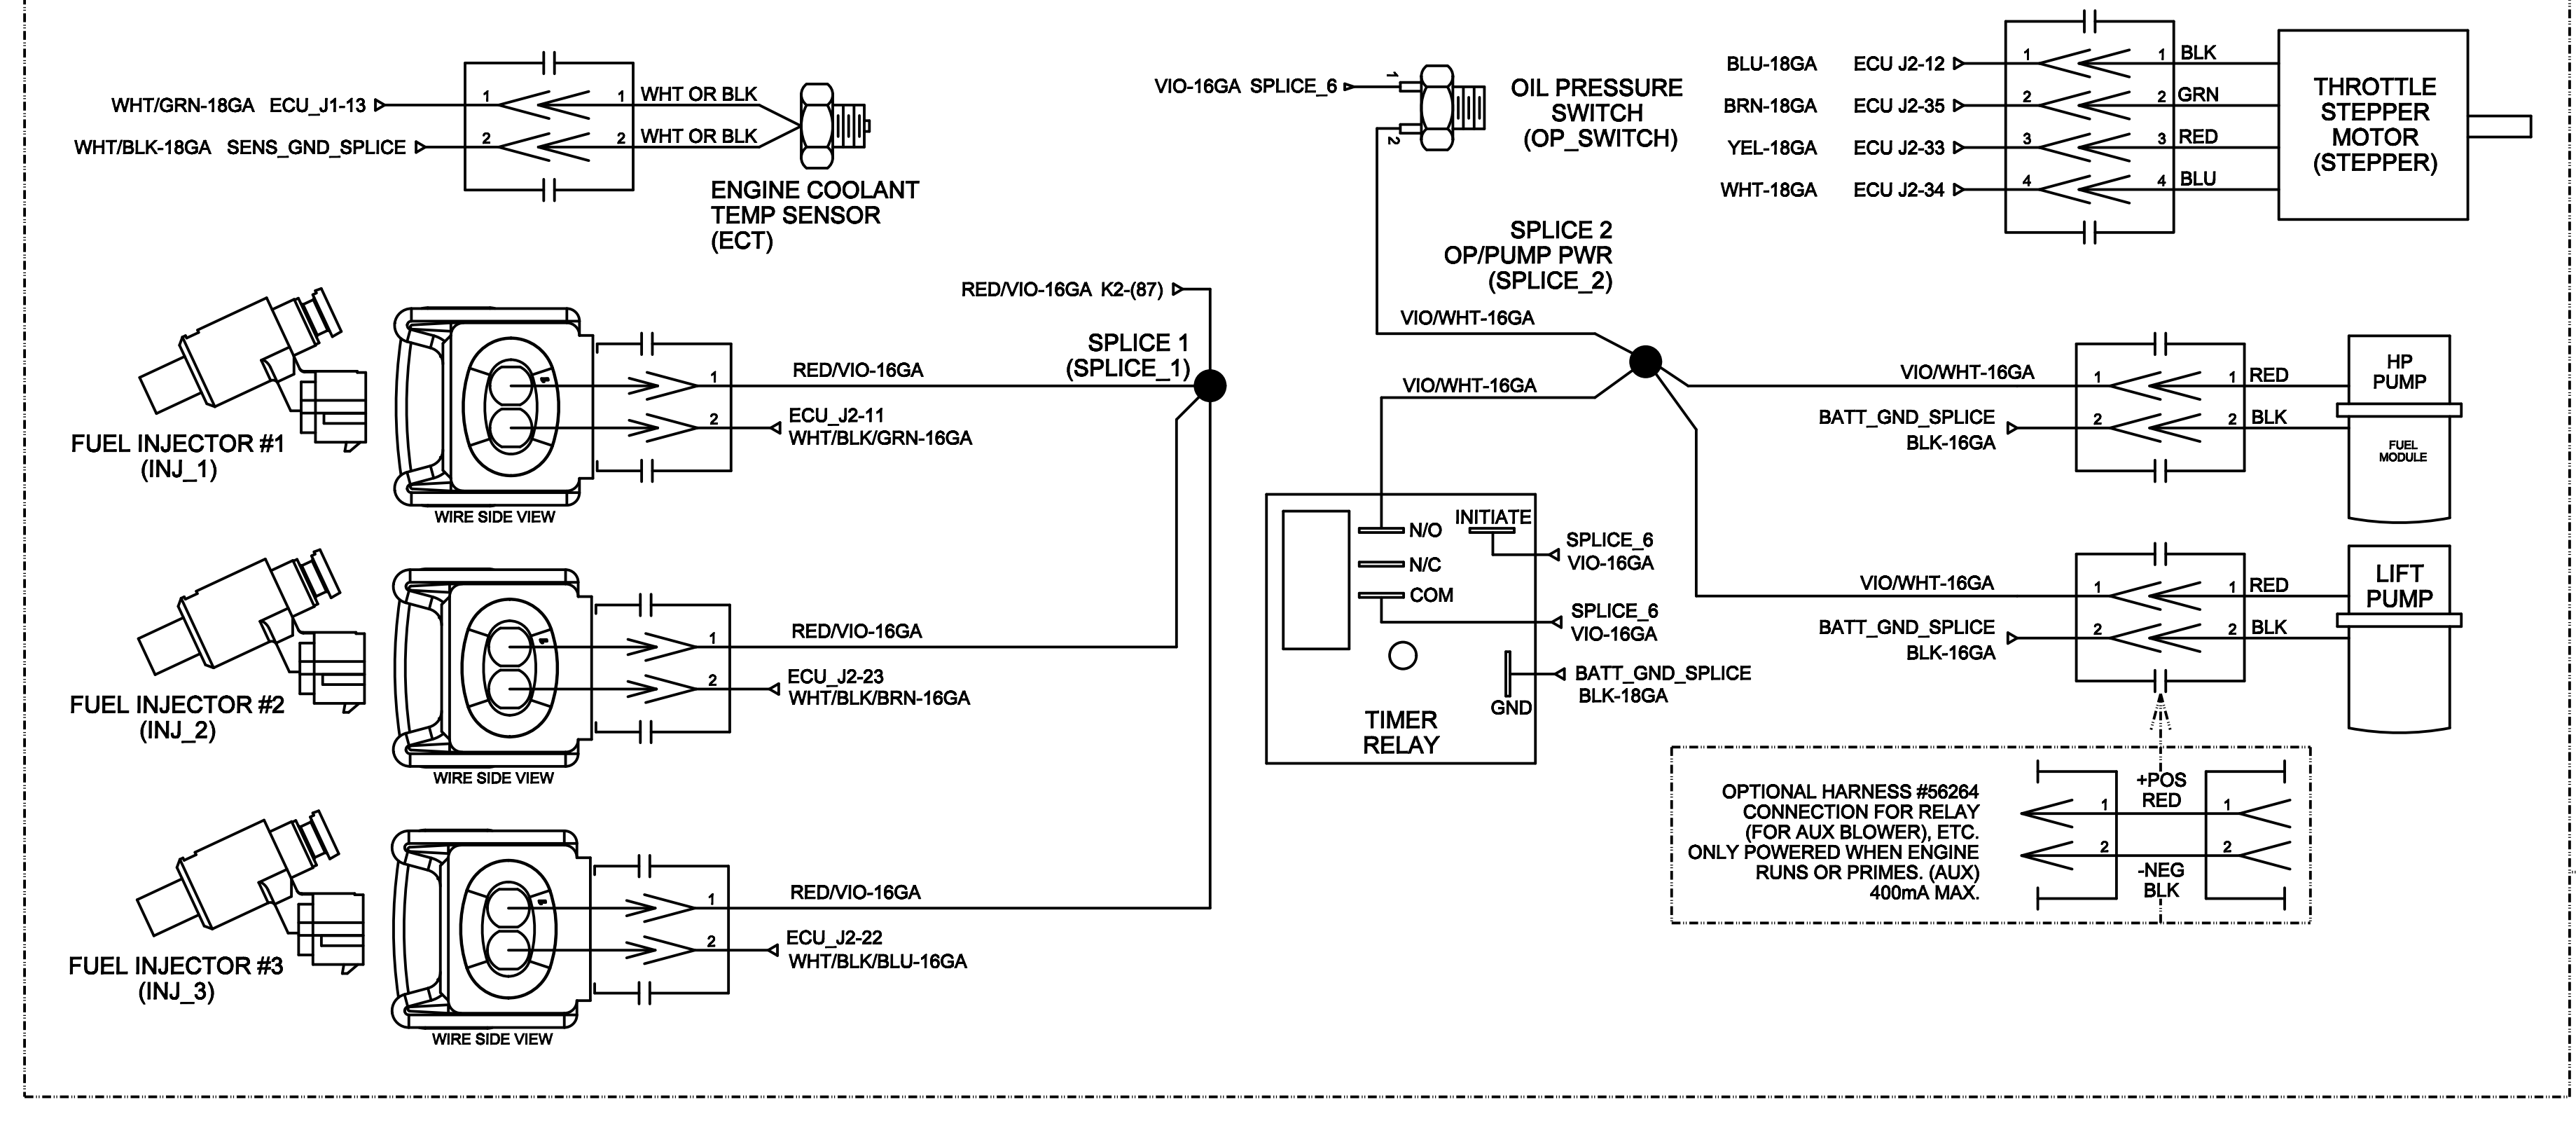 WHT/GRN-18GA ECU_J1-13
1 1 WHT OR BLK
WHT/BLK-18GA SENS_GND_SPLICE
2 2 WHT OR BLK
ENGINE COOLANT
TEMP SENSOR
(ECT)
VIO-16GA SPLICE_6
1
2
OIL PRESSURE
SWITCH
(OP_SWITCH)
BLU-18GA ECU J2-12 1 1 BLK
BRN-18GA ECU J2-35 2 2 GRN
YEL-18GA ECU J2-33 3 3 RED
WHT-18GA ECU J2-34 4 4 BLU
THROTTLE
STEPPER
MOTOR
(STEPPER)
FUEL INJECTOR #1
(INJ_1)
WIRE SIDE VIEW
1 RED/VIO-16GA
2 ECU_J2-11
WHT/BLK/GRN-16GA
RED/VIO-16GA K2-(87)
SPLICE 1
(SPLICE_1)
FUEL INJECTOR #2
(INJ_2)
WIRE SIDE VIEW
1 RED/VIO-16GA
2 ECU_J2-23
WHT/BLK/BRN-16GA
FUEL INJECTOR #3
(INJ_3)
WIRE SIDE VIEW
1 RED/VIO-16GA
2 ECU_J2-22
WHT/BLK/BLU-16GA
SPLICE 2
OP/PUMP PWR
(SPLICE_2)
VIO/WHT-16GA
VIO/WHT-16GA
N/O
N/C
COM
INITIATE
SPLICE_6
VIO-16GA
SPLICE_6
VIO-16GA
BATT_GND_SPLICE
BLK-18GA
GND
TIMER
RELAY
VIO/WHT-16GA 1 1 RED
BATT_GND_SPLICE 2 2 BLK
BLK-16GA
HP
PUMP
FUEL
MODULE
VIO/WHT-16GA 1 1 RED
BATT_GND_SPLICE 2 2 BLK
BLK-16GA
LIFT
PUMP
OPTIONAL HARNESS #56264
CONNECTION FOR RELAY
(FOR AUX BLOWER), ETC.
ONLY POWERED WHEN ENGINE
RUNS OR PRIMES. (AUX)
400mA MAX.
+POS
RED
1 1
2 2
-NEG
BLK